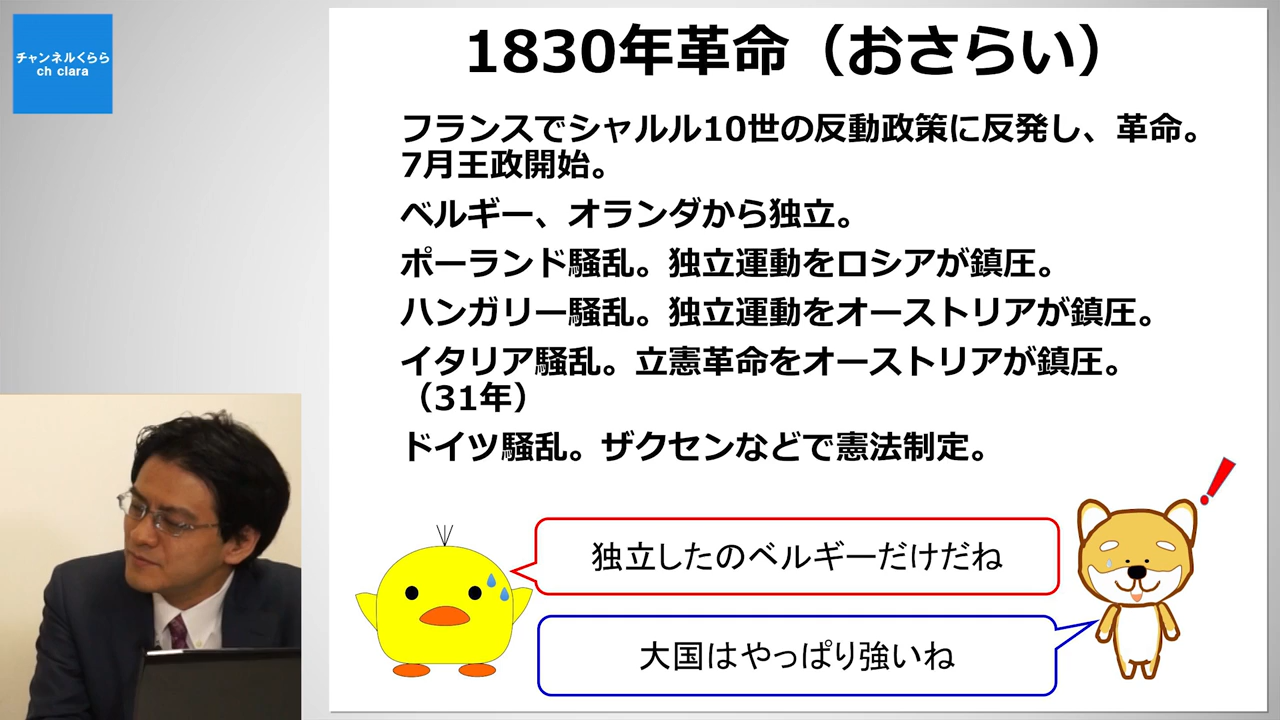 チャンネルくらら
ch clara
1830年革命（おさらい）
フランスでシャルル10世の反動政策に反発し、革命。
7月王政開始。
ベルギー、オランダから独立。
ポーランド騒乱。独立運動をロシアが鎮圧。
ハンガリー騒乱。独立運動をオーストリアが鎮圧。
イタリア騒乱。立憲革命をオーストリアが鎮圧。
（31年）
ドイツ騒乱。ザクセンなどで憲法制定。
独立したのベルギーだけだね
大国はやっぱり強いね